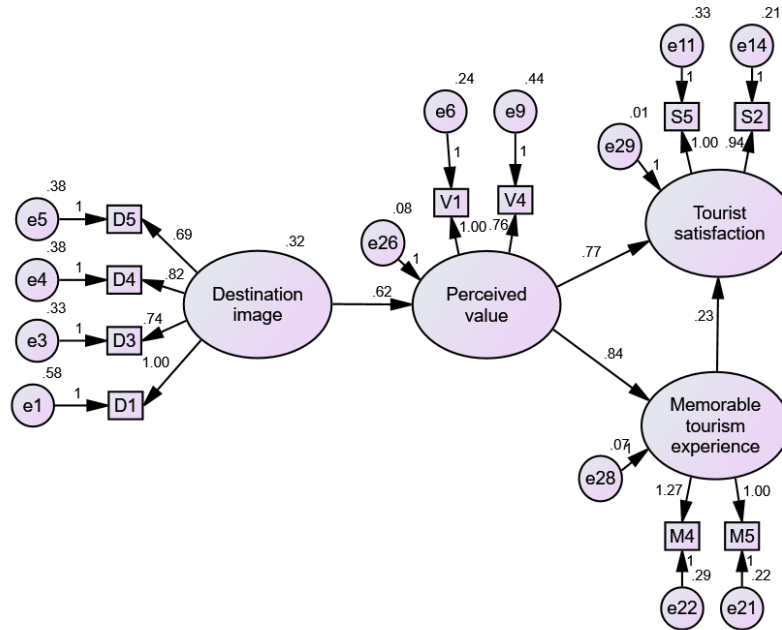 .33
.21
e11
e14
1
1
.24
.44
S5
S2
.01
e6
e9
1.00
.94
e29
1
1
1
.38
V1
V4
Tourist
satisfaction
e5
1
D5
.08
1.00
.76
.69
e26
.38
1
.32
.77
e4
1
D4
.82
Destination
image
.62
Perceived
value
.33
.74
.23
e3
1
D3
.84
1.00
.58
Memorable
tourism
experience
e1
1
D1
.07
1
e28
1.27
1.00
M4
M5
1
1
.29
.22
e22
e21